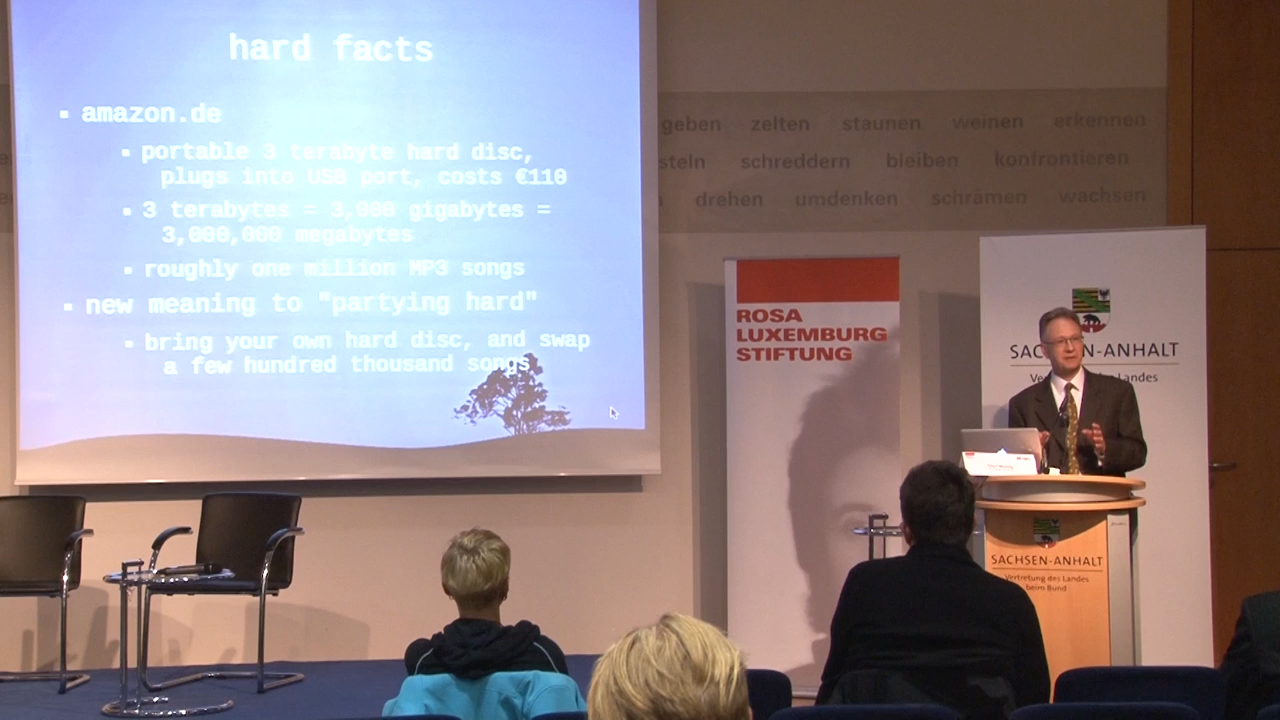 hard facts
▪ amazon.de
▪ portable 3 terabyte hard disc,
plugs into USB port, costs €110
▪ 3 terabytes = 3,000 gigabytes =
3,000,000 megabytes
▪ roughly one million MP3 songs
▪ new meaning to "partying hard"
▪ bring your own hard disc, and swap
a few hundred thousand songs
geben zelten staunen weinen erkennen
steln schreddern bleiben konfrontieren
drehen umdenken schrämen wachsen
ROSA
LUXEMBURG
STIFTUNG
SACHSEN-ANHALT
Landes
SACHSEN-ANHALT
Vertretung des Landes
beim Bund